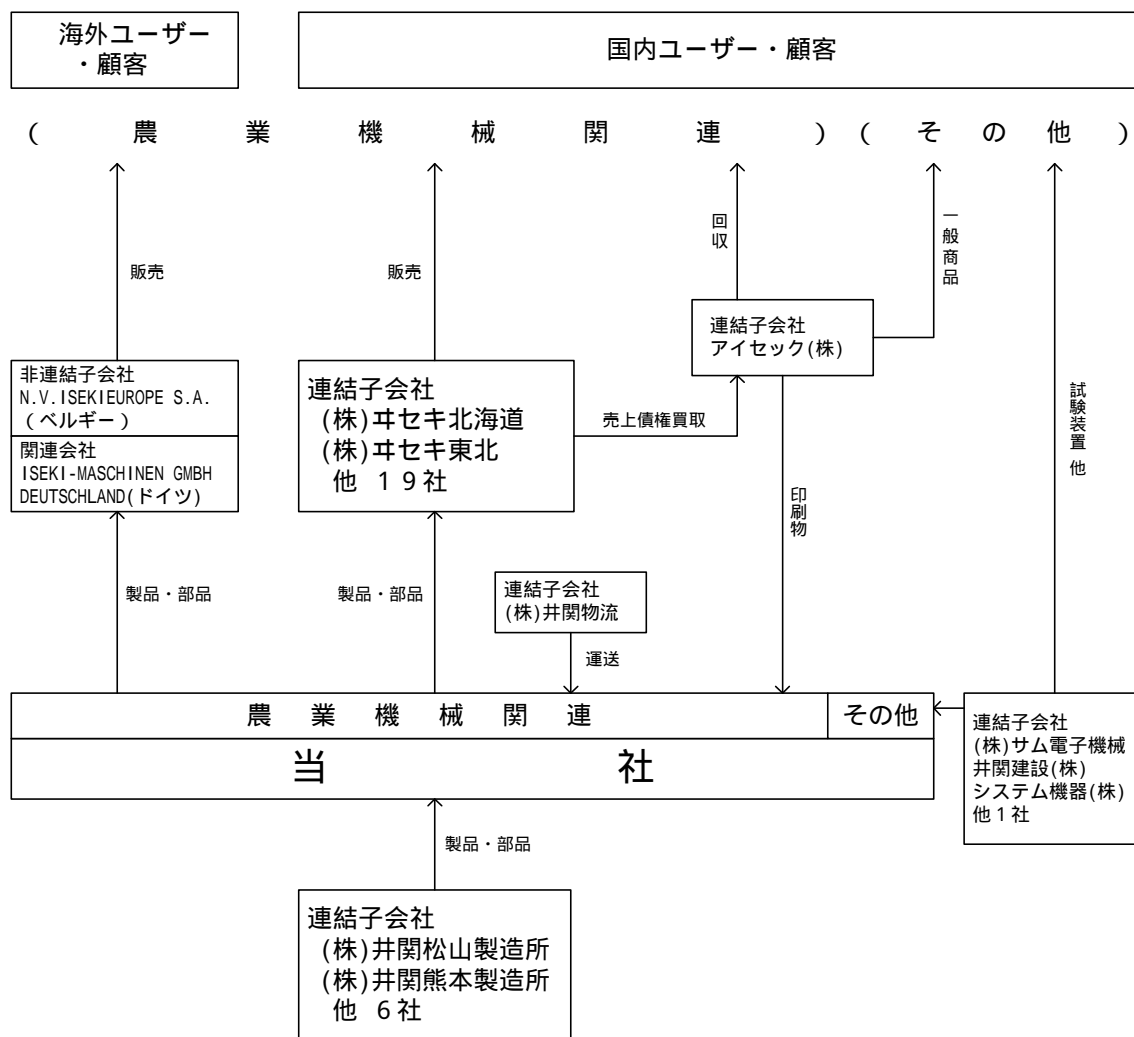 海外ユーザー
・顧客
国内ユーザー・顧客
( 農 業 機 械 関 連 ) ( そ の 他 )
販売
販売
回収
一般商品
連結子会社
アイセック(株)
非連結子会社
N.V.ISEKIEUROPE S.A.
(ベルギー)
関連会社
ISEKI-MASCHINEN GMBH
DEUTSCHLAND(ドイツ)
連結子会社
(株)ヰセキ北海道
(株)ヰセキ東北
他 19社
売上債権買取
試験装置 他
印刷物
製品・部品
製品・部品
連結子会社
(株)井関物流
運送
農 業 機 械 関 連
その他
当 社
連結子会社
(株)サム電子機械
井関建設(株)
システム機器(株)
他1社
製品・部品
連結子会社
(株)井関松山製造所
(株)井関熊本製造所
他 6社